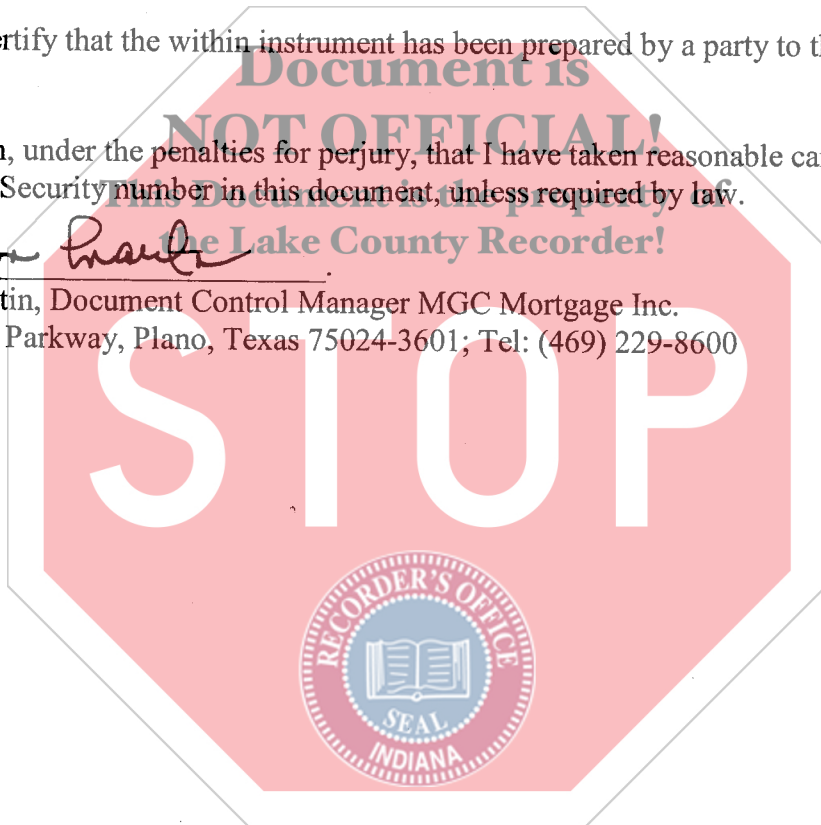 ertify that the within instrument has been prepared by a party to t
Document is
NOT OFFICIAL!
, under the penalties for perjury, that I have taken reasonable ca
Security number in this document, unless required by law.
This Document is the property of
the Lake County Recorder!
tin, Document Control Manager MGC Mortgage Inc.
Parkway, Plano, Texas 75024-3601; Tel: (469) 229-8600
STOP
RECORDER'S OFFICE
SEAL
INDIANA